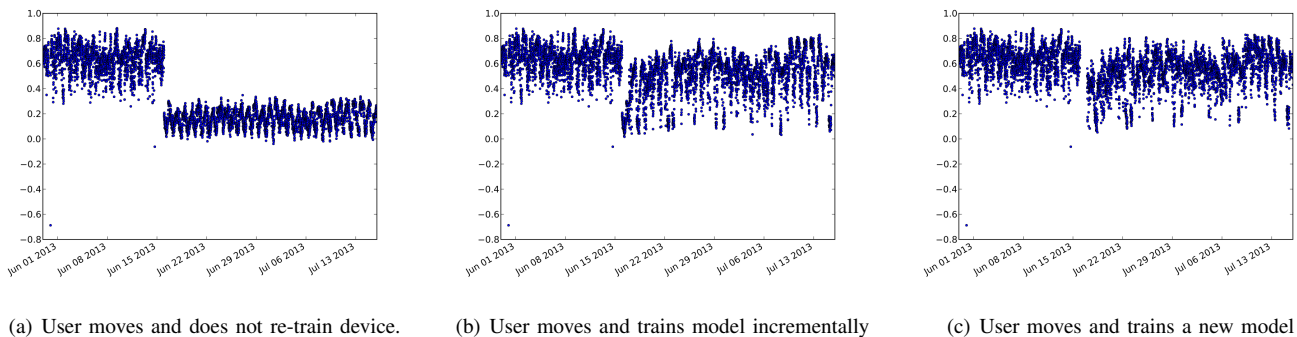 1.0
0.8
0.6
0.4
0.2
0.0
−0.2
−0.4
−0.6
−0.8
Jun 01 2013
Jun 08 2013
Jun 15 2013
Jun 22 2013
Jun 29 2013
Jul 06 2013
Jul 13 2013
(a) User moves and does not re-train device.
1.0
0.8
0.6
0.4
0.2
0.0
−0.2
−0.4
−0.6
−0.8
Jun 01 2013
Jun 08 2013
Jun 15 2013
Jun 22 2013
Jun 29 2013
Jul 06 2013
Jul 13 2013
(b) User moves and trains model incrementally
1.0
0.8
0.6
0.4
0.2
0.0
−0.2
−0.4
−0.6
−0.8
Jun 01 2013
Jun 08 2013
Jun 15 2013
Jun 22 2013
Jun 29 2013
Jul 06 2013
Jul 13 2013
(c) User moves and trains a new model